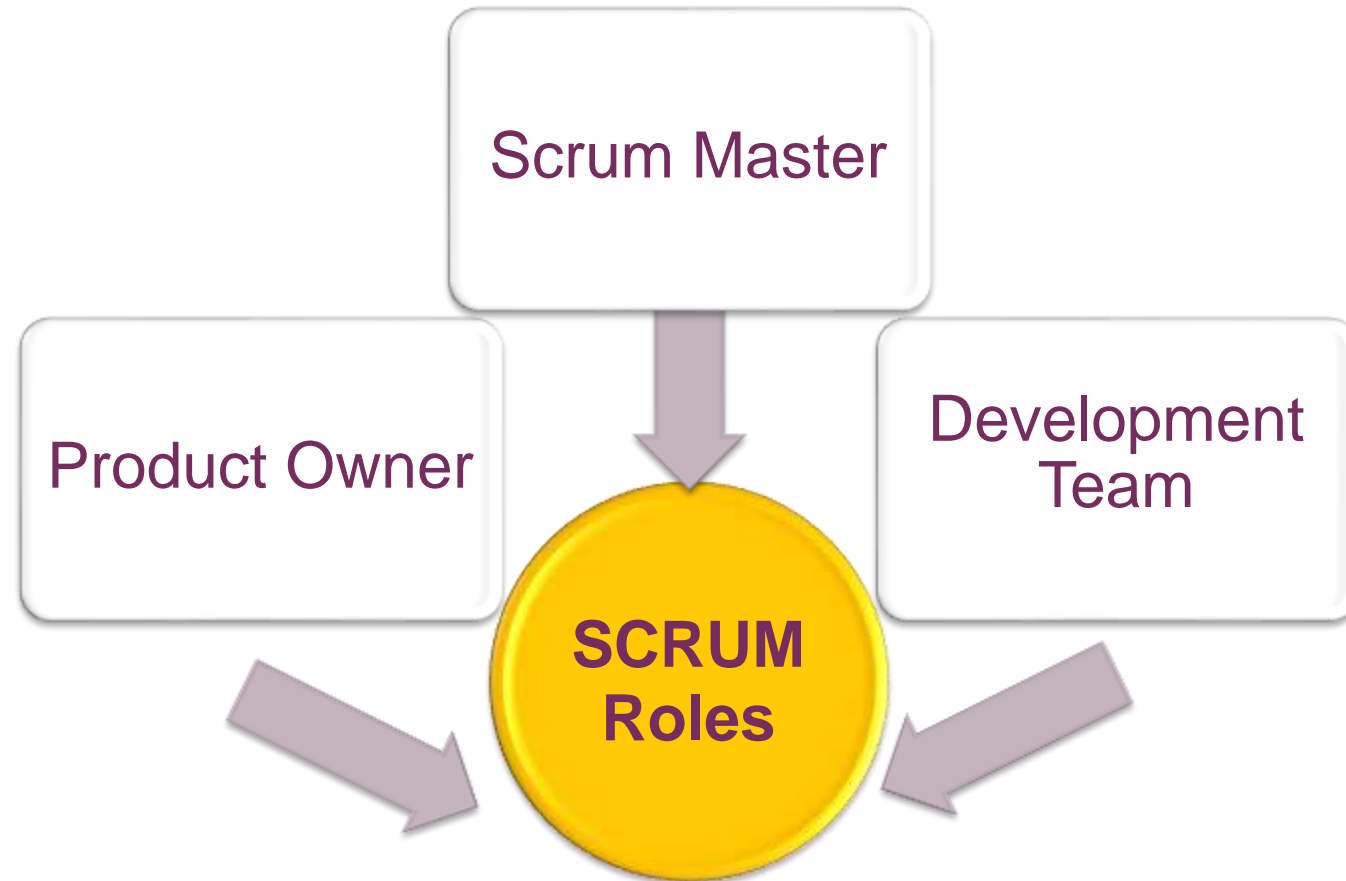 Scrum Master
Product Owner
Development
Team
SCRUM
Roles